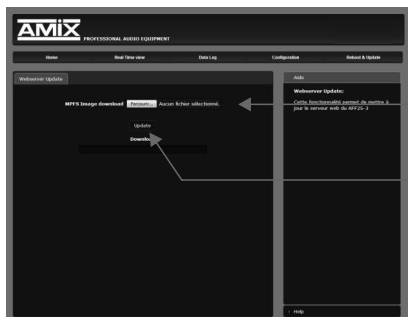 AMiX
PROFESSIONAL AUDIO EQUIPMENT
Home Real Time view Data Log Configuration Reboot & Update
Webserver Update
MPFS Image download Parcourir... Aucun fichier sélectionné.
Update
Download
Aide
Webserver Update:
Cette fonctionnalité permet de mettre à
jour le serveur web du AFF25-3
Help